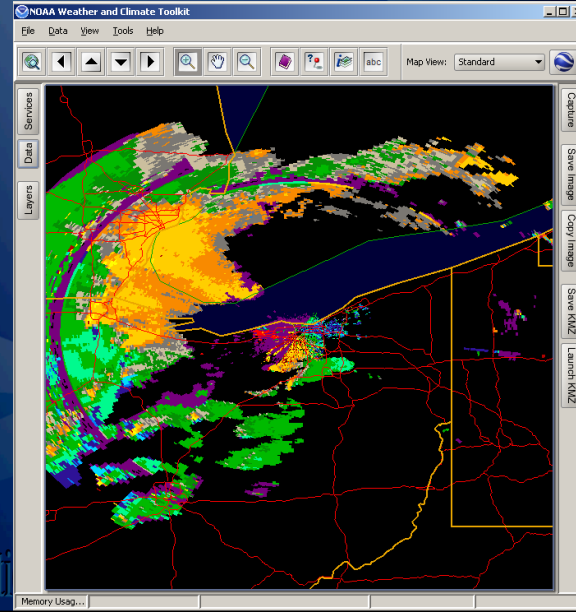 NOAA Weather and Climate Toolkit
File Data View Tools Help
abc Map View: Standard
Services
Data
Layers
Capture
Save Image
Copy Image
Save KMZ
Launch KMZ
Memory Usag...